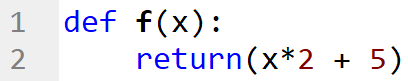 1 def f(x):
2     return(x*2 + 5)